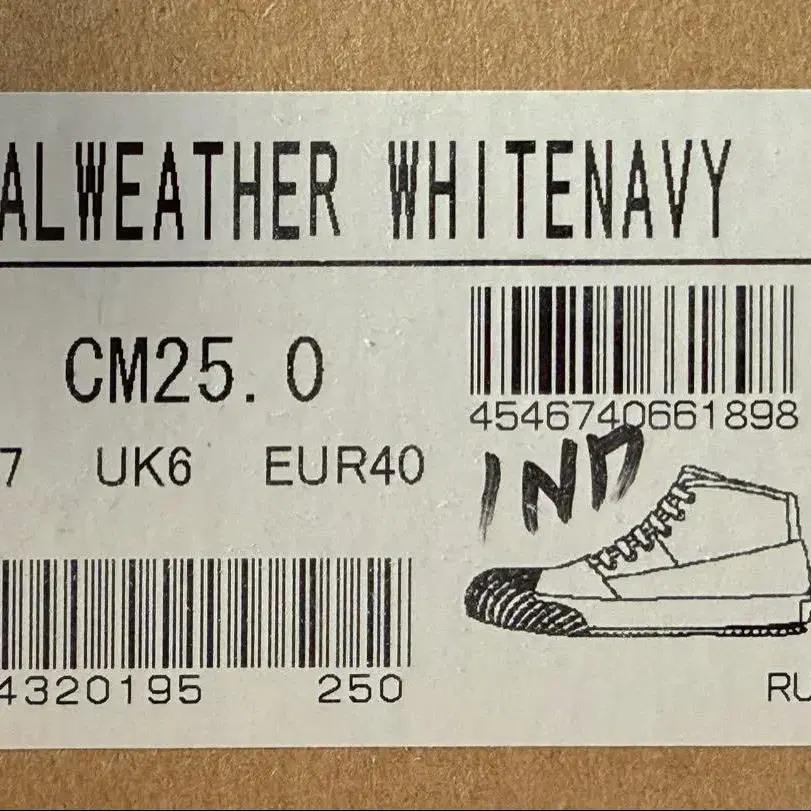 ALWEATHER WHITENAVY
CM25.0
4546740661898
7 UK6 EUR40
IND
4320195 250
RU